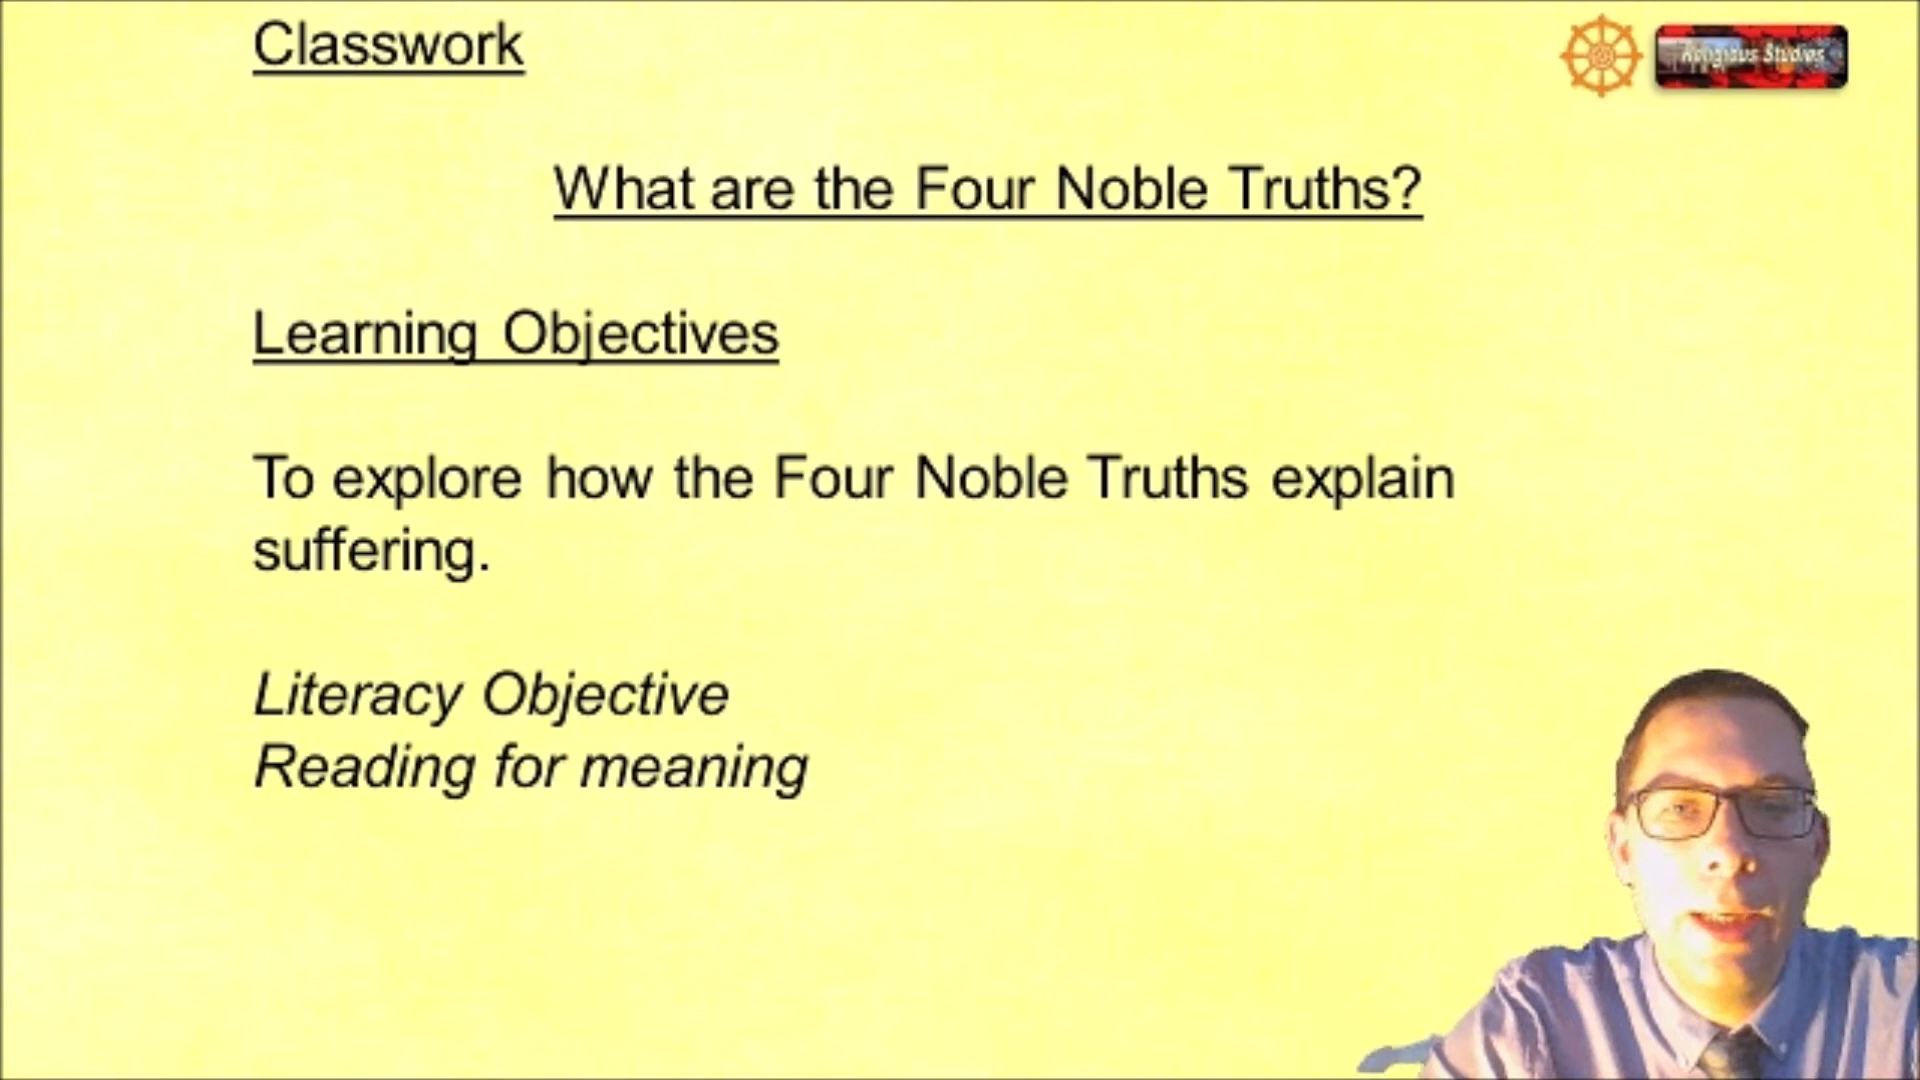 Classwork
Religious Studies
What are the Four Noble Truths?
Learning Objectives
To explore how the Four Noble Truths explain
suffering.
Literacy Objective
Reading for meaning